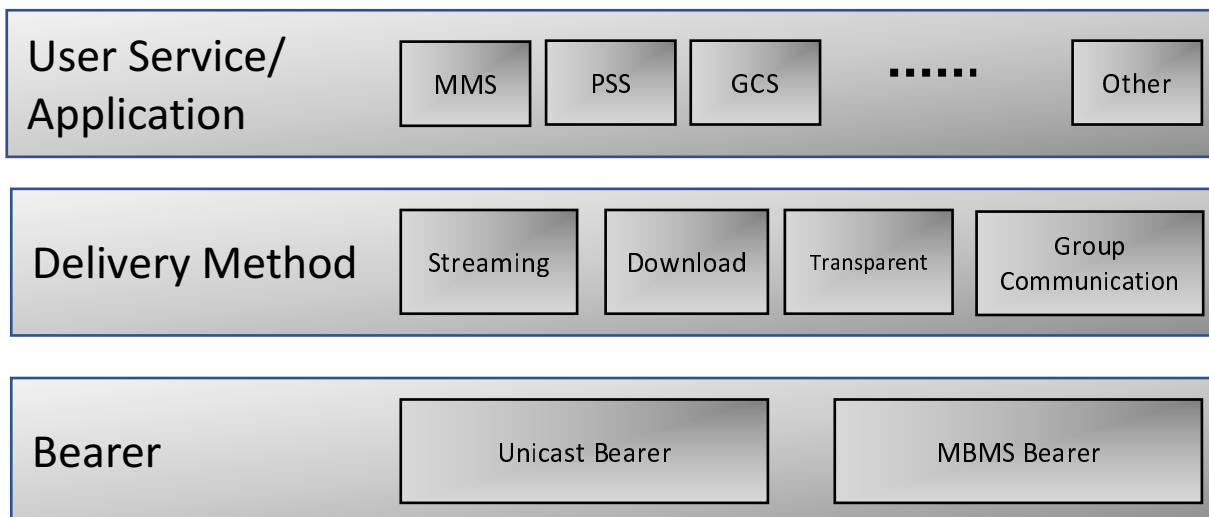 User Service/
Application
MMS
PSS
GCS
......
Other
Delivery Method
Streaming
Download
Transparent
Group
Communication
Bearer
Unicast Bearer
MBMS Bearer